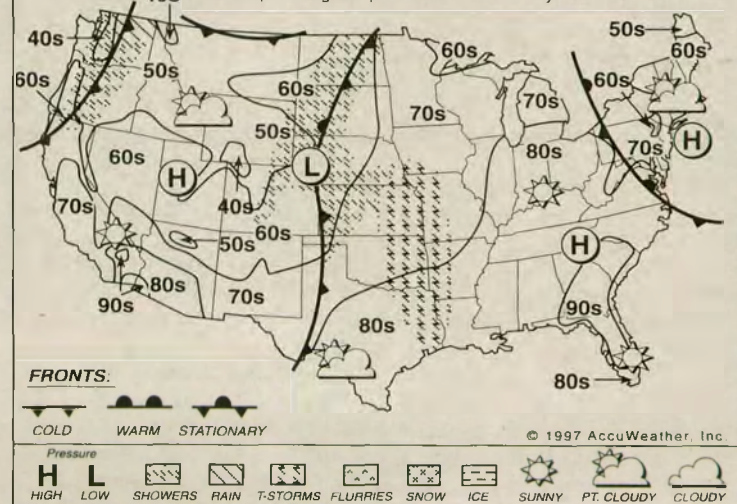 40s
50s
60s
50s
60s
60s
60s
50s
70s
70s
60s
80s
70s
50s
60s
H
L
H
40s
70s
50s
60s
H
90s
80s
70s
80s
90s
80s
FRONTS:
COLD WARM STATIONARY
© 1997 AccuWeather, Inc.
Pressure
H L
HIGH LOW SHOWERS RAIN T-STORMS FLURRIES SNOW ICE SUNNY PT. CLOUDY CLOUDY